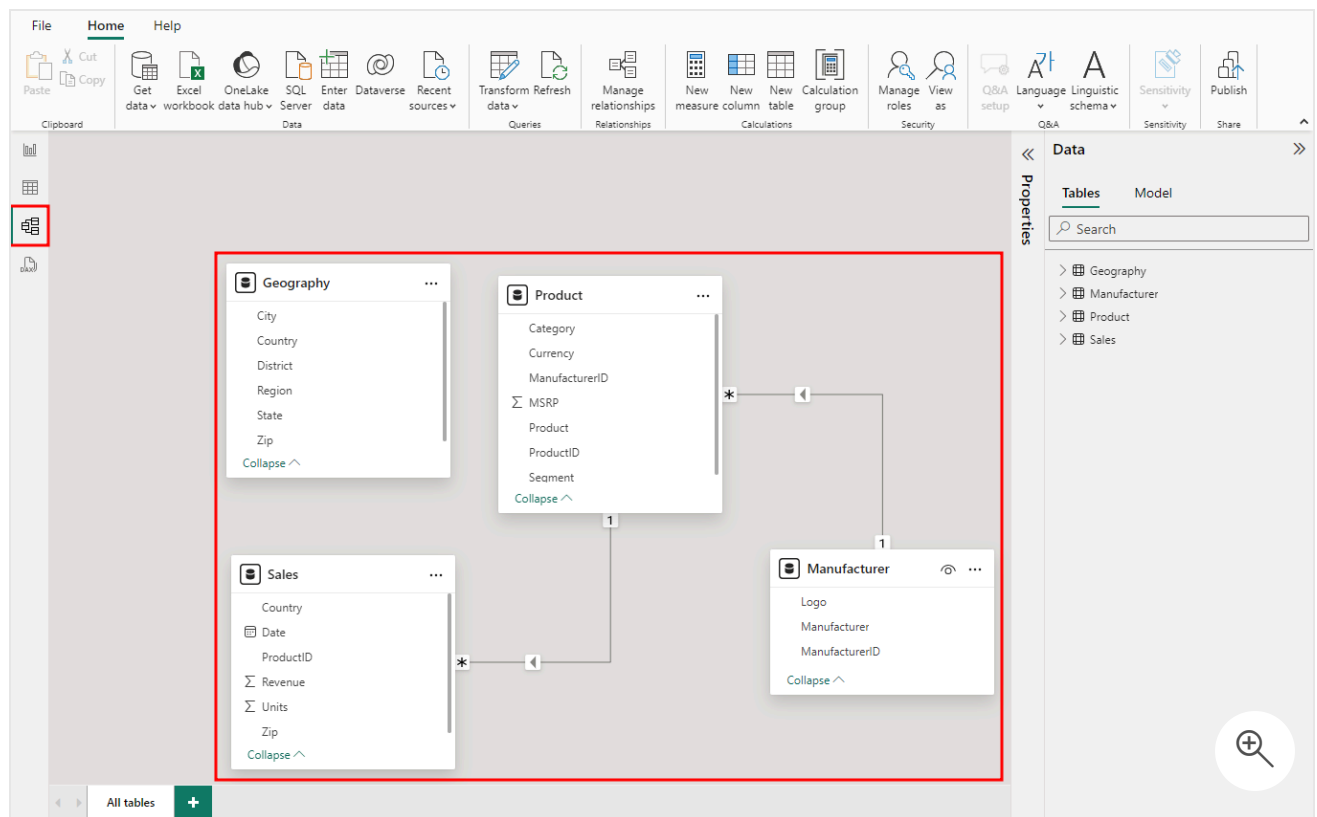 File Home Help
Cut
Copy
Paste
Get data
Excel workbook
OneLake data hub
SQL Server
Enter data
Dataverse
Recent sources
Transform data
Refresh
Manage relationships
New measure
New column
New table
Calculation group
Manage roles
View as
Q&A setup
Language
Linguistic schema
Sensitivity
Publish
Clipboard Data Queries Relationships Calculations Security Q&A Sensitivity Share
Properties
Data
Tables Model
Search
Geography
Manufacturer
Product
Sales
Geography
City
Country
District
Region
State
Zip
Collapse
Product
Category
Currency
ManufacturerID
MSRP
Product
ProductID
Segment
Collapse
*
1
1
Sales
Country
Date
ProductID
Revenue
Units
Zip
Collapse
*
Manufacturer
Logo
Manufacturer
ManufacturerID
Collapse
All tables +